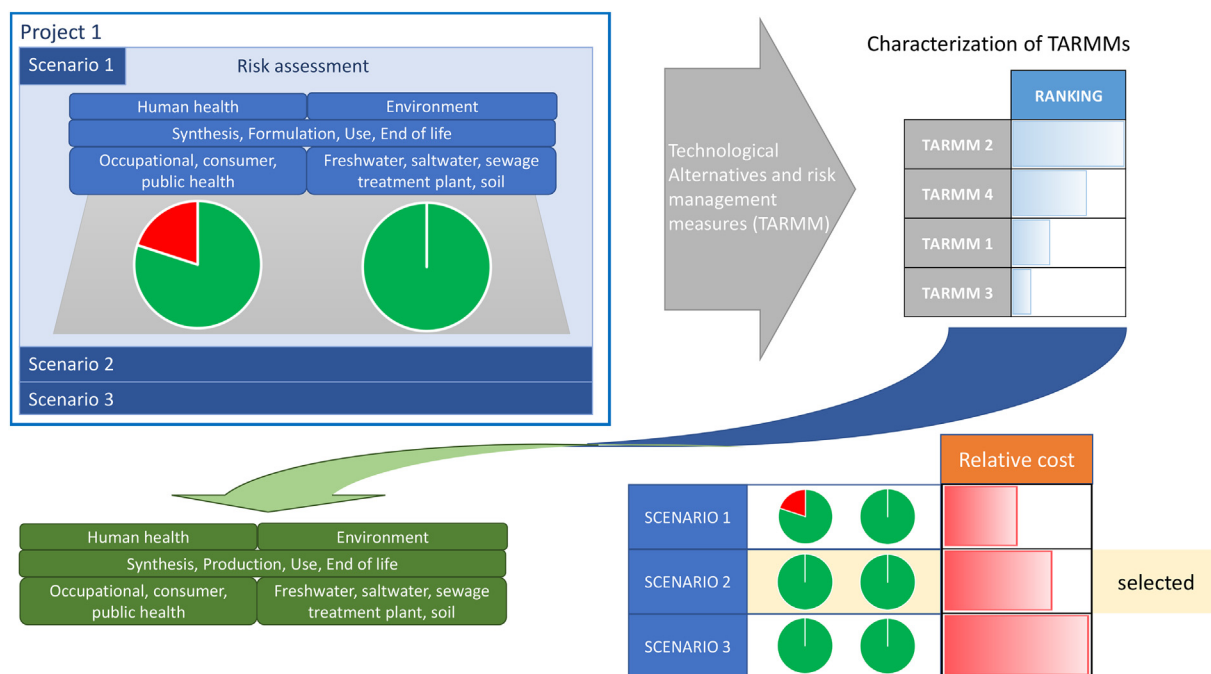 Project 1
Scenario 1
Risk assessment
Human health
Environment
Synthesis, Formulation, Use, End of life
Occupational, consumer,
public health
Freshwater, saltwater, sewage
treatment plant, soil
Scenario 2
Scenario 3
Technological
Alternatives and risk
management
measures (TARMM)
Characterization of TARMMs
RANKING
TARMM 2
TARMM 4
TARMM 1
TARMM 3
Human health
Environment
Synthesis, Production, Use, End of life
Occupational, consumer,
public health
Freshwater, saltwater, sewage
treatment plant, soil
Relative cost
SCENARIO 1
SCENARIO 2
selected
SCENARIO 3